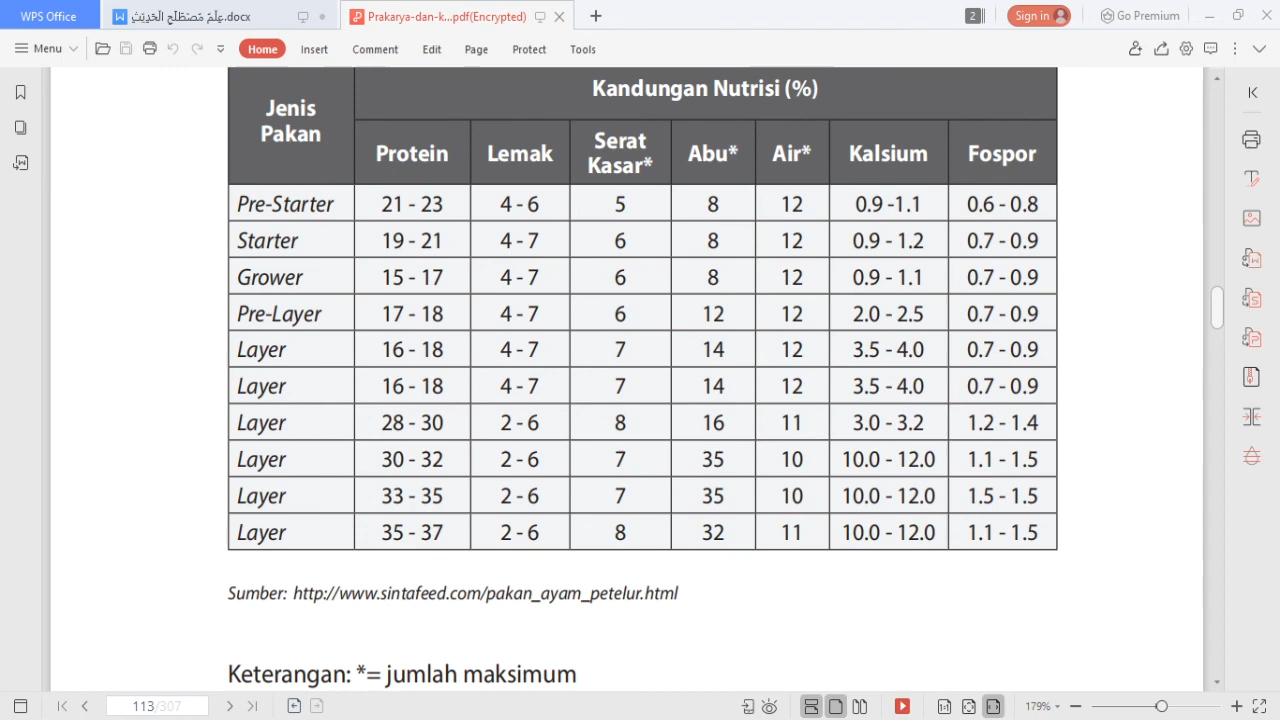 WPS Office
عِلْمُ مُصْطَلَحِ الْحَدِيْثِ.docx
Prakarya-dan-k...pdf(Encrypted)
2
Sign in
Go Premium
Menu
Home Insert Comment Edit Page Protect Tools
Jenis Pakan Kandungan Nutrisi (%)
Protein Lemak Serat Kasar* Abu* Air* Kalsium Fospor
Pre-Starter 21 - 23 4 - 6 5 8 12 0.9 -1.1 0.6 - 0.8
Starter 19 - 21 4 - 7 6 8 12 0.9 - 1.2 0.7 - 0.9
Grower 15 - 17 4 - 7 6 8 12 0.9 - 1.1 0.7 - 0.9
Pre-Layer 17 - 18 4 - 7 6 12 12 2.0 - 2.5 0.7 - 0.9
Layer 16 - 18 4 - 7 7 14 12 3.5 - 4.0 0.7 - 0.9
Layer 16 - 18 4 - 7 7 14 12 3.5 - 4.0 0.7 - 0.9
Layer 28 - 30 2 - 6 8 16 11 3.0 - 3.2 1.2 - 1.4
Layer 30 - 32 2 - 6 7 35 10 10.0 - 12.0 1.1 - 1.5
Layer 33 - 35 2 - 6 7 35 10 10.0 - 12.0 1.5 - 1.5
Layer 35 - 37 2 - 6 8 32 11 10.0 - 12.0 1.1 - 1.5
Sumber: http://www.sintafeed.com/pakan_ayam_petelur.html
Keterangan: *= jumlah maksimum
113/307
179%